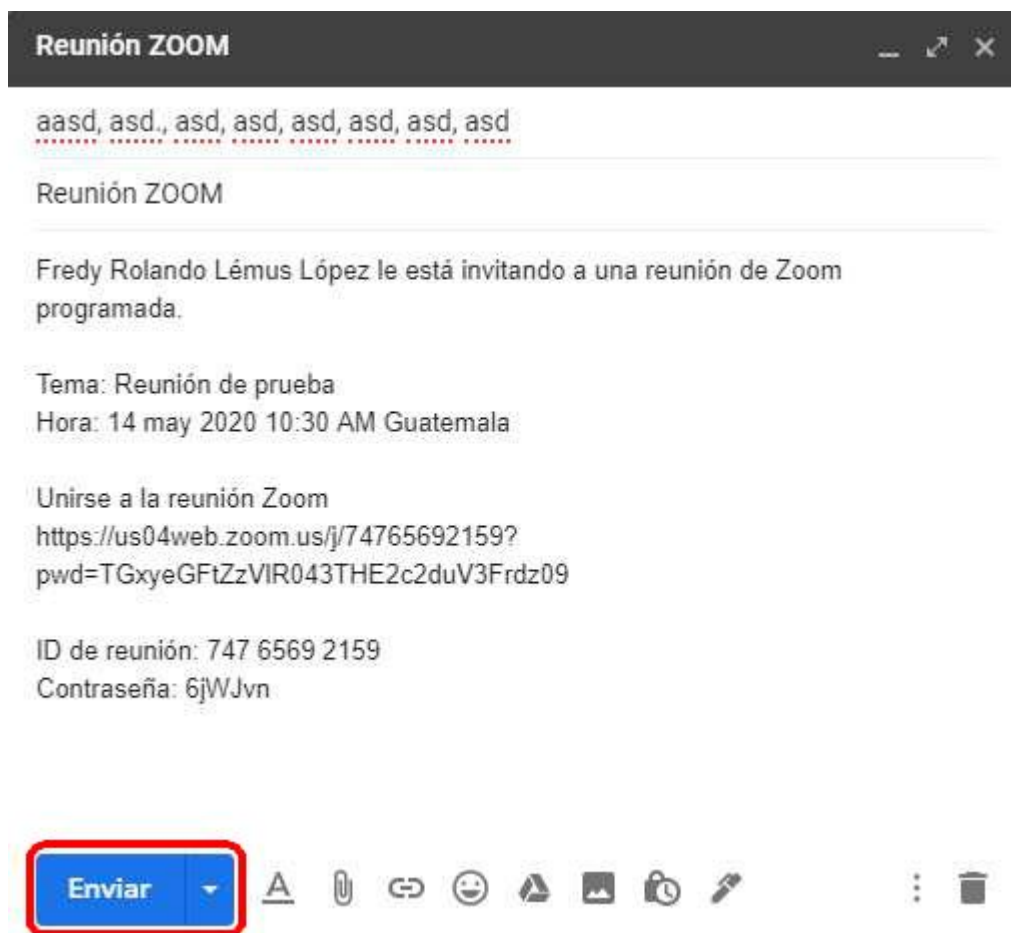 Reunión ZOOM
aasd, asd., asd, asd, asd, asd, asd, asd
Reunión ZOOM
Fredy Rolando Lémus López le está invitando a una reunión de Zoom
programada.
Tema: Reunión de prueba
Hora: 14 may 2020 10:30 AM Guatemala
Unirse a la reunión Zoom
https://us04web.zoom.us/j/74765692159?
pwd=TGxyeGFtZzVIR043THE2c2duV3Frdz09
ID de reunión: 747 6569 2159
Contraseña: 6jWJvn
Enviar